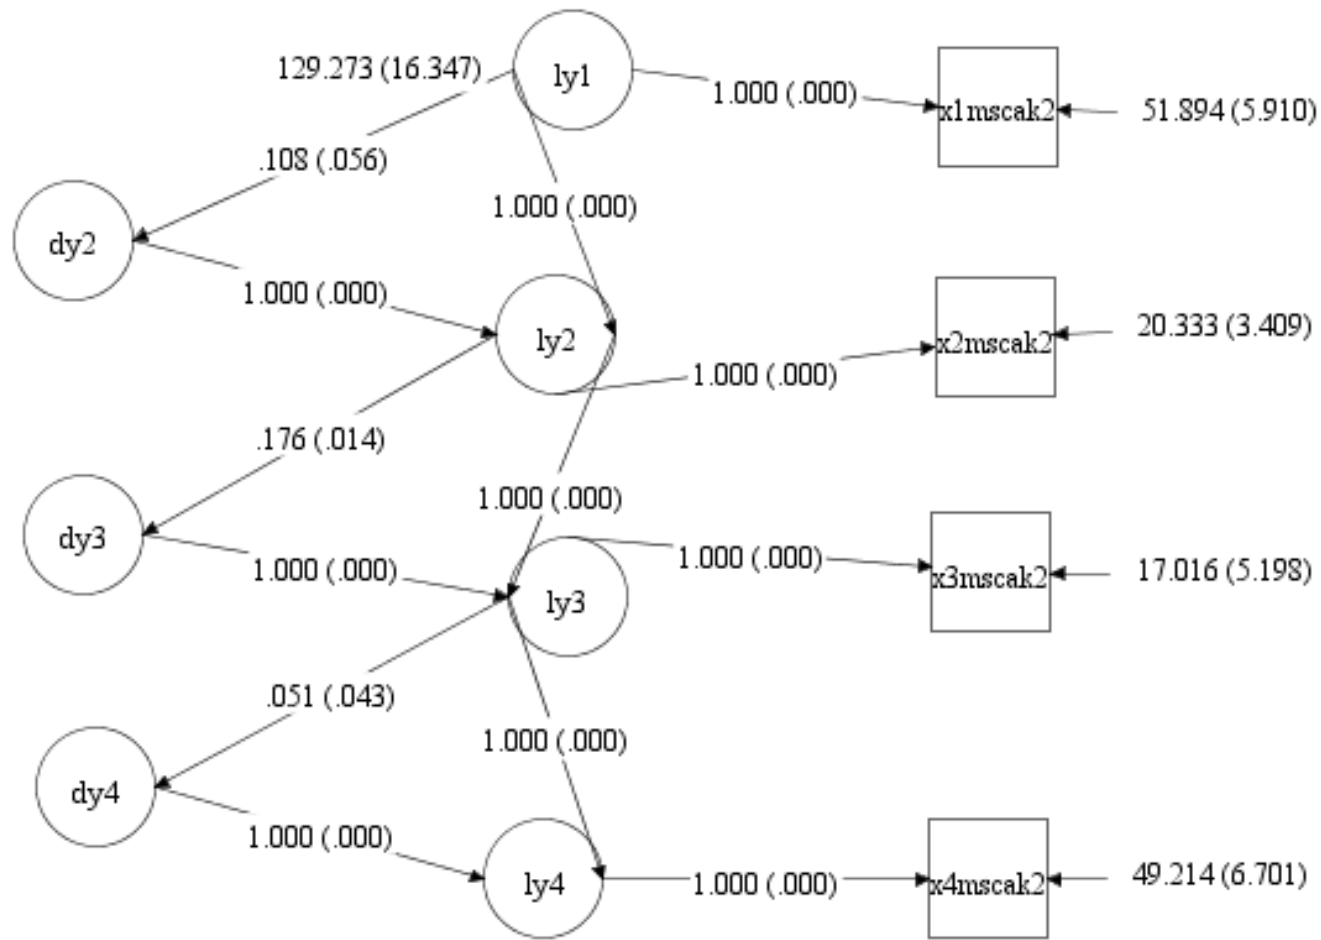 ly1
129.273 (16.347)
1.000 (.000)
x1mscak2
51.894 (5.910)
.108 (.056)
1.000 (.000)
dy2
1.000 (.000)
ly2
x2mscak2
20.333 (3.409)
1.000 (.000)
.176 (.014)
1.000 (.000)
dy3
1.000 (.000)
1.000 (.000)
ly3
x3mscak2
17.016 (5.198)
.051 (.043)
1.000 (.000)
dy4
1.000 (.000)
ly4
1.000 (.000)
x4mscak2
49.214 (6.701)